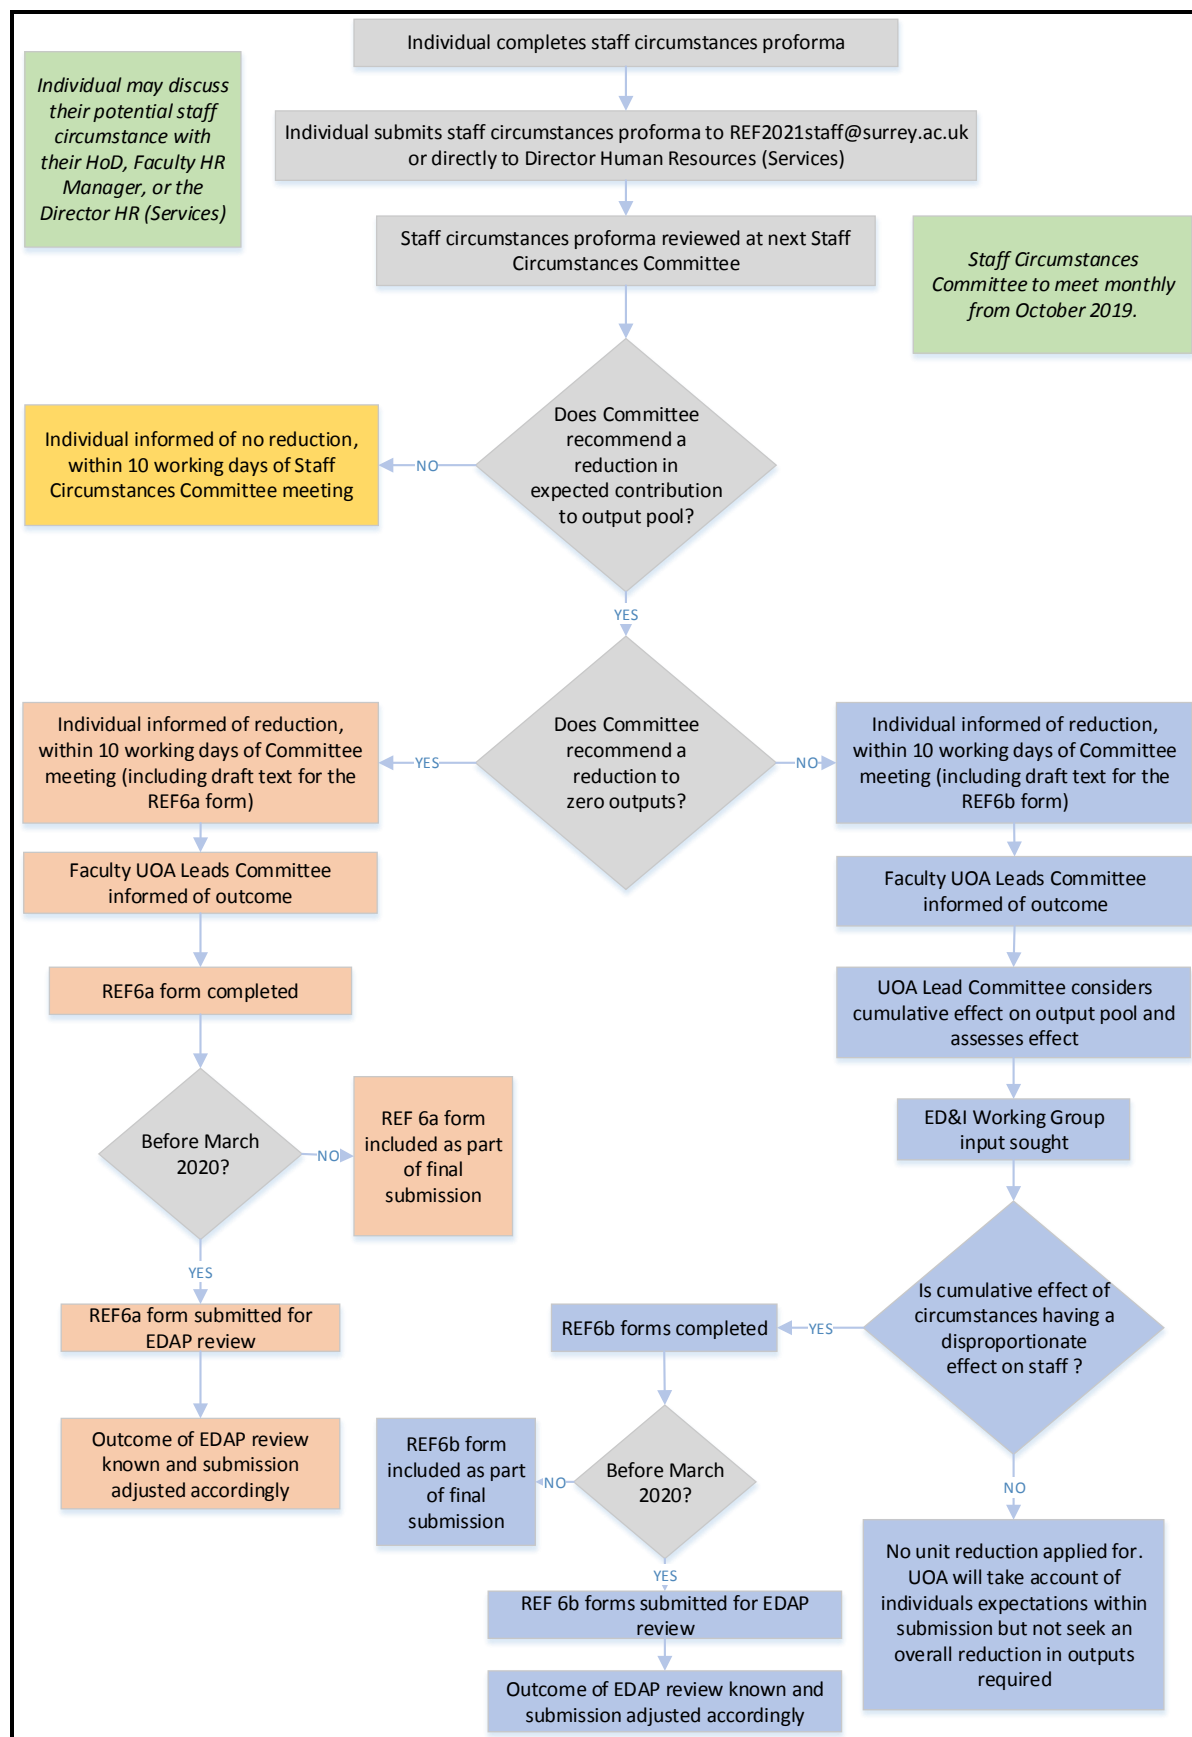 Individual completes staff circumstances proforma
Individual may discuss
their potential staff
circumstance with
their HoD, Faculty HR
Manager, or the
Director HR (Services)
Individual submits staff circumstances proforma to REF2021staff@surrey.ac.uk
or directly to Director Human Resources (Services)
Staff circumstances proforma reviewed at next Staff
Circumstances Committee
Staff Circumstances
Committee to meet monthly
from October 2019.
Does Committee
recommend a
reduction in
expected contribution
to output pool?
NO
Individual informed of no reduction,
within 10 working days of Staff
Circumstances Committee meeting
YES
Does Committee
recommend a
reduction to
zero outputs?
YES
Individual informed of reduction,
within 10 working days of Committee
meeting (including draft text for the
REF6a form)
NO
Individual informed of reduction,
within 10 working days of Committee
meeting (including draft text for the
REF6b form)
Faculty UOA Leads Committee
informed of outcome
Faculty UOA Leads Committee
informed of outcome
REF6a form completed
UOA Lead Committee considers
cumulative effect on output pool and
assesses effect
Before March
2020?
NO
REF 6a form
included as part
of final
submission
ED&I Working Group
input sought
YES
REF6a form submitted for
EDAP review
Outcome of EDAP review
known and submission
adjusted accordingly
Is cumulative effect of
circumstances having a
disproportionate
effect on staff ?
YES
REF6b forms completed
Before March
2020?
NO
REF6b form
included as part
of final
submission
YES
REF 6b forms submitted for EDAP
review
Outcome of EDAP review known and
submission adjusted accordingly
NO
No unit reduction applied for.
UOA will take account of
individuals expectations within
submission but not seek an
overall reduction in outputs
required